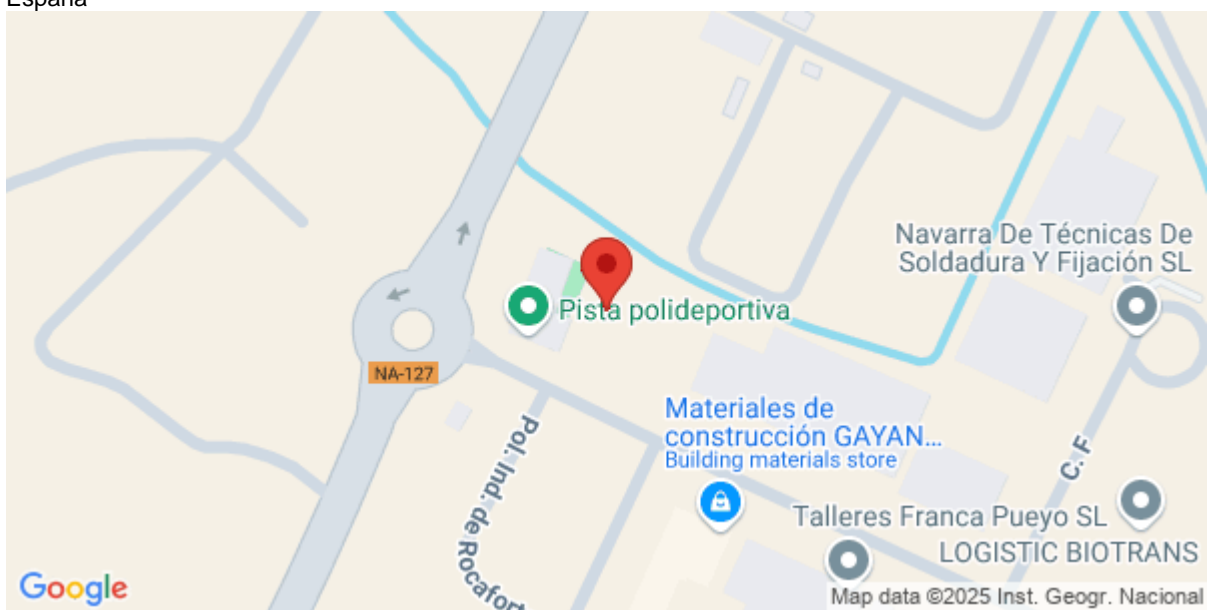 España
Navarra De Técnicas De
Soldadura Y Fijación SL
Pista polideportiva
NA-127
Materiales de
construcción GAYAN...
Building materials store
Pol. Ind. de Rocafort
C. F
Talleres Franca Pueyo SL
LOGISTIC BIOTRANS
Google
Map data ©2025 Inst. Geogr. Nacional